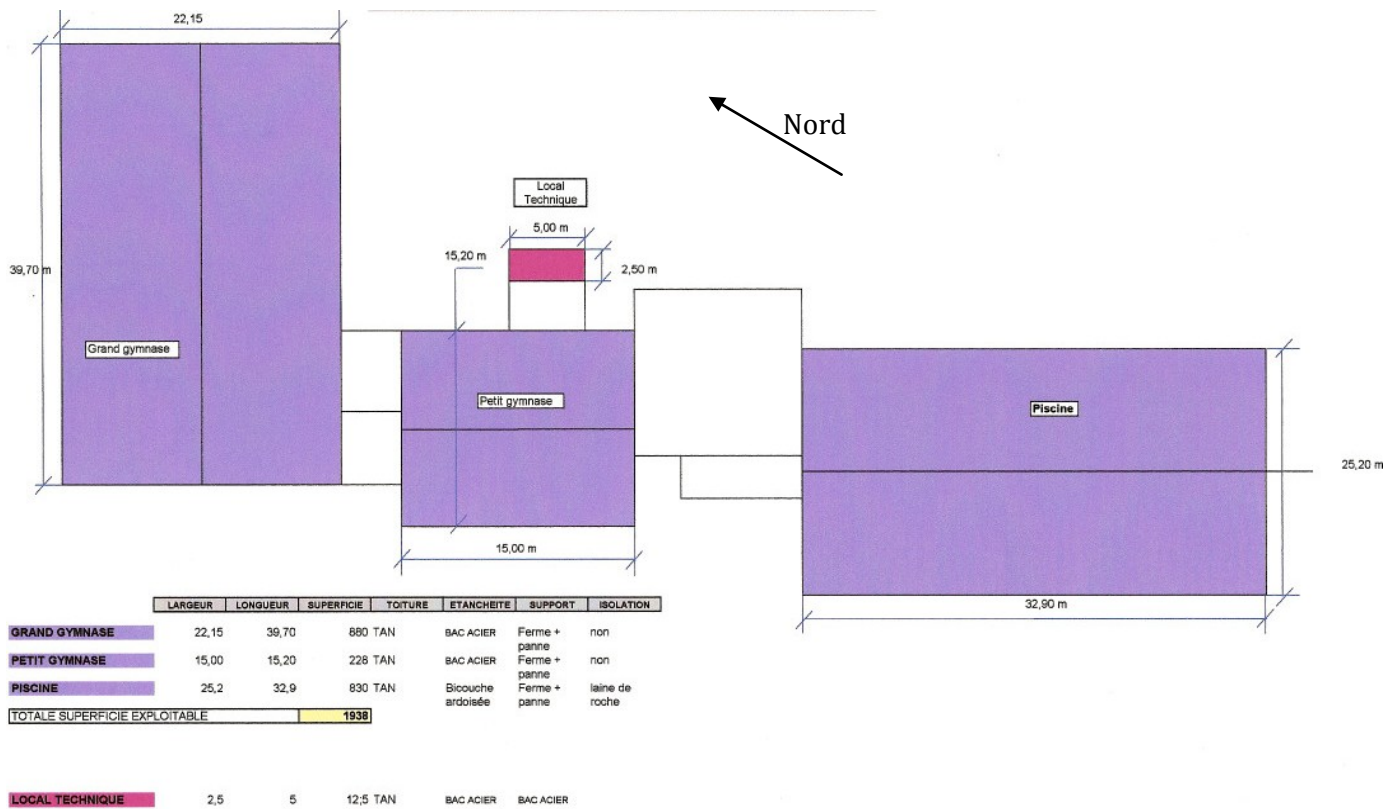 22,15
Nord
Local
Technique
5,00 m
15,20 m
2,50 m
39,70 m
Grand gymnase
Petit gymnase
Piscine
25,20 m
15,00 m
32,90 m
LARGEUR LONGUEUR SUPERFICIE TOITURE ETANCHEITE SUPPORT ISOLATION
GRAND GYMNASE 22,15 39,70 880 TAN BAC ACIER Ferme + non
panne
PETIT GYMNASE 15,00 15,20 228 TAN BAC ACIER Ferme + non
panne
PISCINE 25,2 32,9 830 TAN Bicouche Ferme + laine de
ardoisée panne roche
TOTALE SUPERFICIE EXPLOITABLE 1938
LOCAL TECHNIQUE 2,5 5 12;5 TAN BAC ACIER BAC ACIER